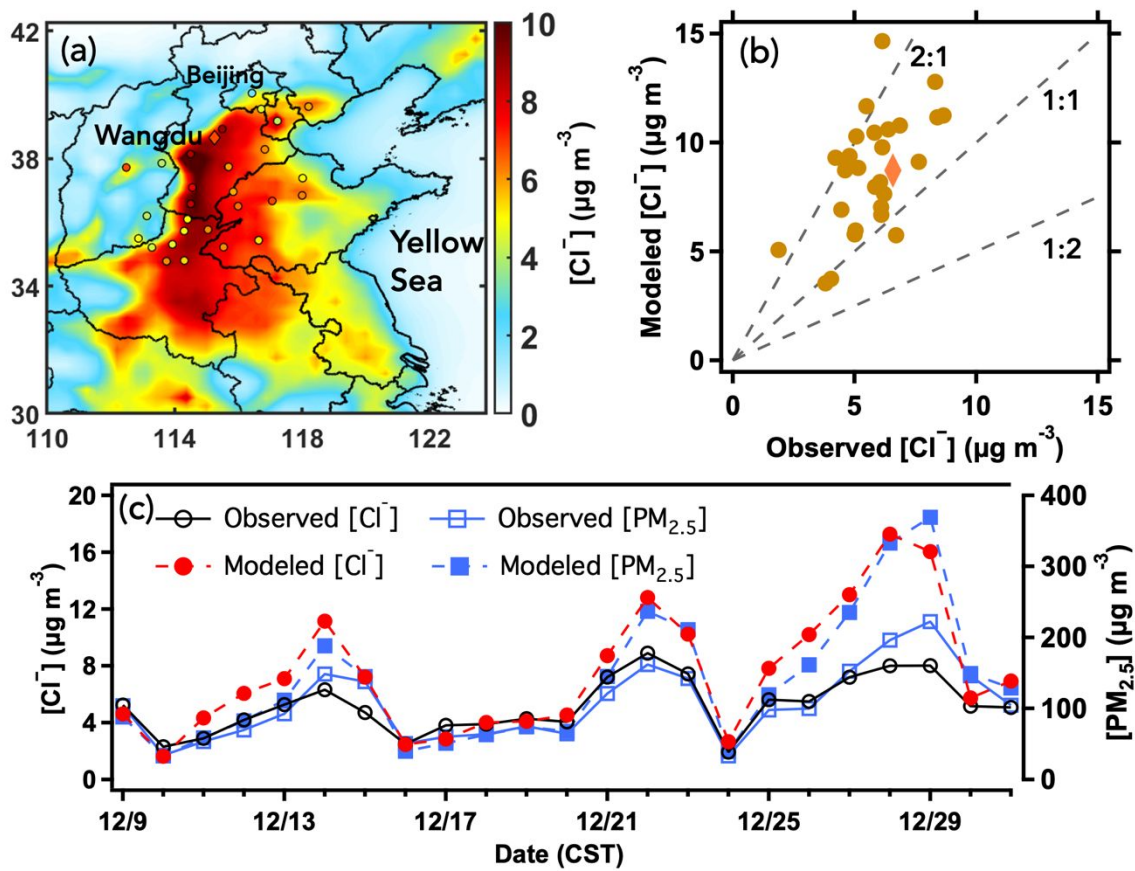 (a)
Beijing
Wangdu
Yellow
Sea
42
38
34
30
110
114
118
122
10
8
6
4
2
0
[Cl⁻] (µg m⁻³)
(b)
2:1
1:1
1:2
15
10
5
0
0
5
10
15
Modeled [Cl⁻] (µg m⁻³)
Observed [Cl⁻] (µg m⁻³)
(c)
Observed [Cl⁻]
Observed [PM₂.₅]
Modeled [Cl⁻]
Modeled [PM₂.₅]
20
16
12
8
4
0
[Cl⁻] (µg m⁻³)
400
300
200
100
0
[PM₂.₅] (µg m⁻³)
12/9
12/13
12/17
12/21
12/25
12/29
Date (CST)